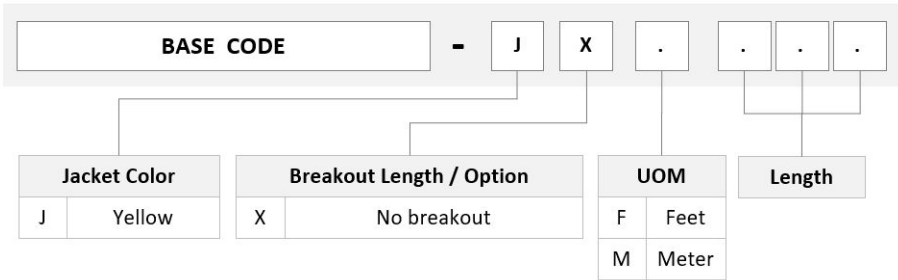 BASE CODE - J X . . . .
Jacket Color
J Yellow
Breakout Length / Option
X No breakout
UOM
F Feet
M Meter
Length